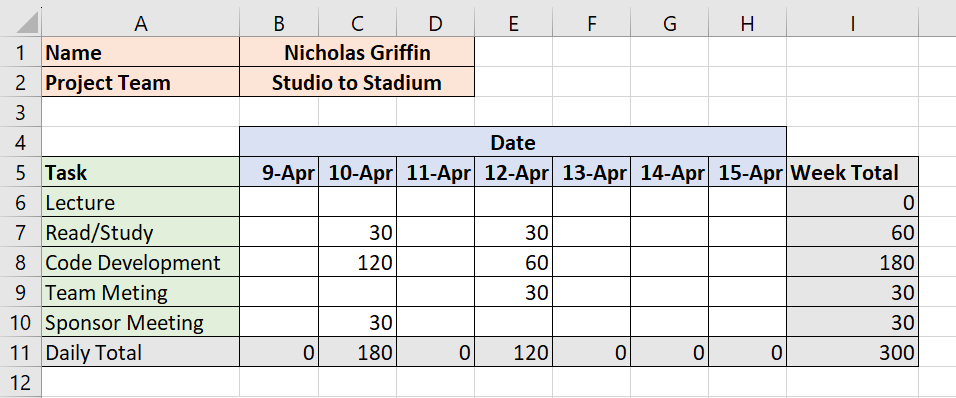 A B C D E F G H I
1 Name Nicholas Griffin
2 Project Team Studio to Stadium
3
4 Date
5 Task 9-Apr 10-Apr 11-Apr 12-Apr 13-Apr 14-Apr 15-Apr Week Total
6 Lecture 0
7 Read/Study 30 30 60
8 Code Development 120 60 180
9 Team Meting 30 30
10 Sponsor Meeting 30 30
11 Daily Total 0 180 0 120 0 0 0 300
12